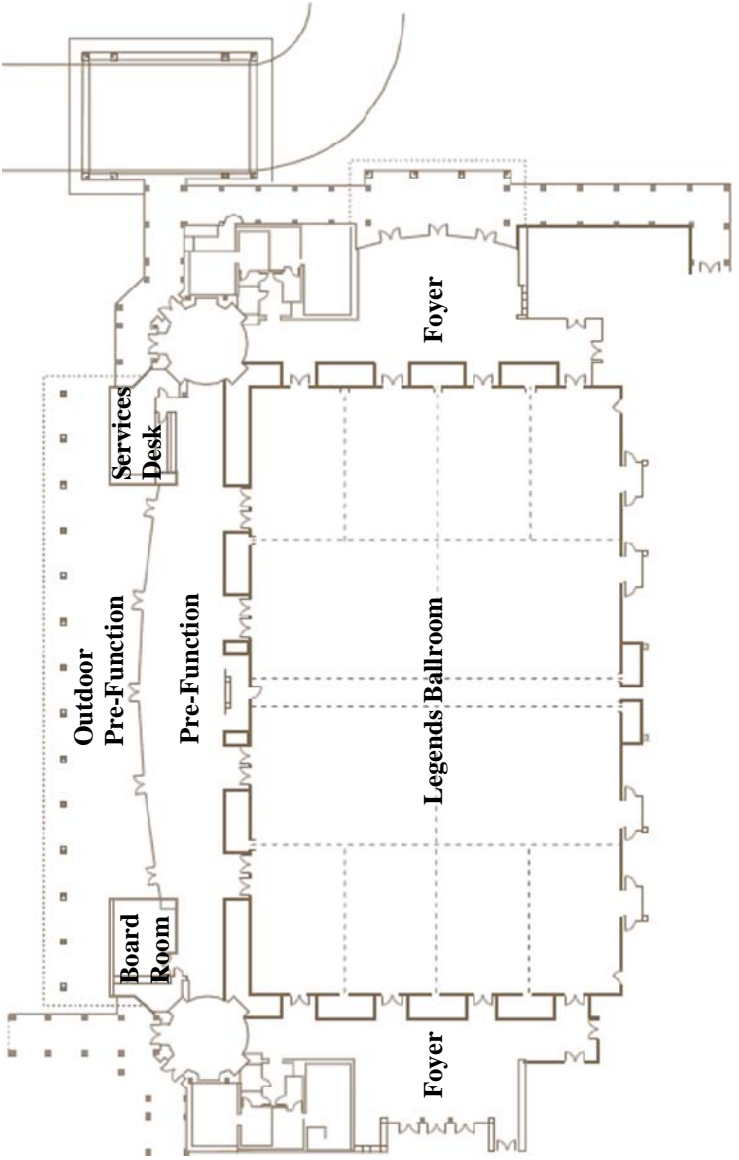 Foyer
Services
Desk
Outdoor
Pre-Function
Pre-Function
Legends Ballroom
Board
Room
Foyer